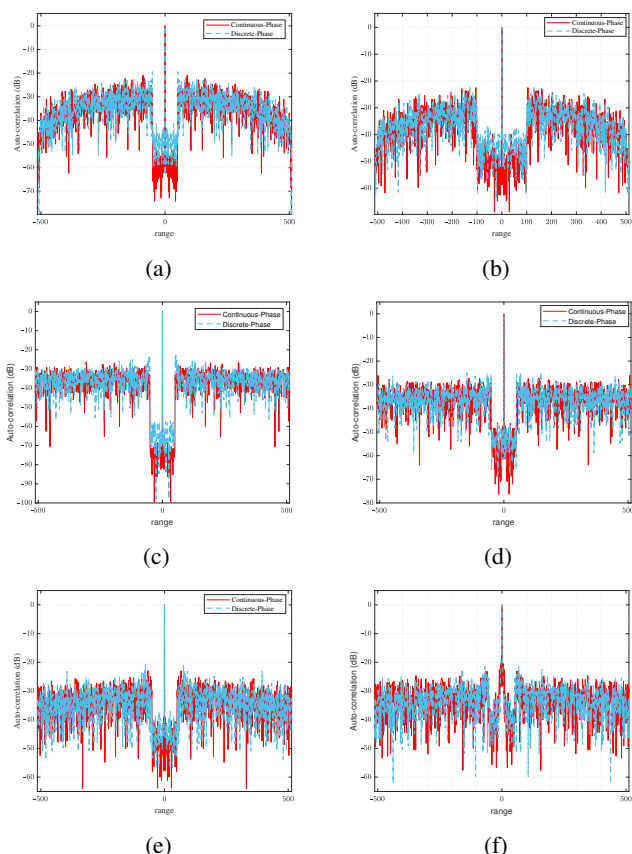 Continuous-Phase
Discrete-Phase
Auto-correlation (dB)
0
-10
-20
-30
-40
-50
-60
-70
-500
0
500
range
(a)
Continuous-Phase
Discrete-Phase
Auto-correlation (dB)
0
-10
-20
-30
-40
-50
-60
-500 -400 -300 -200 -100 0 100 200 300 400 500
range
(b)
Continuous-Phase
Discrete-Phase
Auto-correlation (dB)
0
-10
-20
-30
-40
-50
-60
-70
-80
-90
-100
-500 0 500
range
(c)
Continuous-Phase
Discrete-Phase
Auto-correlation (dB)
0
-10
-20
-30
-40
-50
-60
-70
-80
-500 0 500
range
(d)
Continuous-Phase
Discrete-Phase
Auto-correlation (dB)
0
-10
-20
-30
-40
-50
-60
-500 0 500
range
(e)
Continuous-Phase
Discrete-Phase
Auto-correlation (dB)
0
-10
-20
-30
-40
-50
-60
-500 0 500
range
(f)